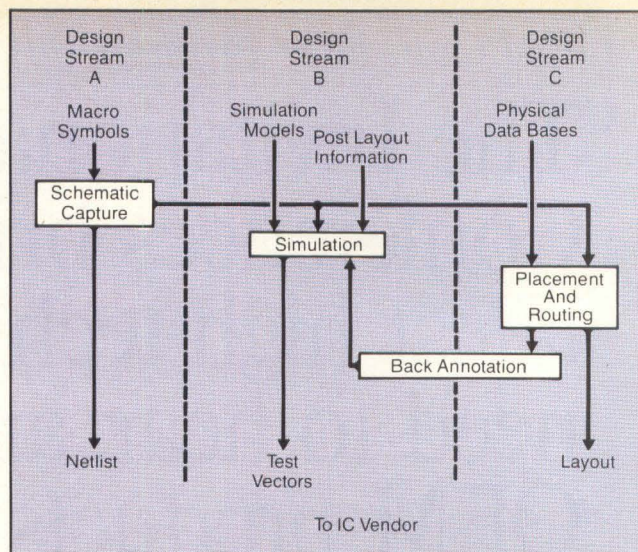 Design
Stream
A
Design
Stream
B
Design
Stream
C
Macro
Symbols
Simulation
Models
Post Layout
Information
Physical
Data Bases
Schematic
Capture
Simulation
Placement
And
Routing
Back Annotation
Netlist
Test
Vectors
Layout
To IC Vendor